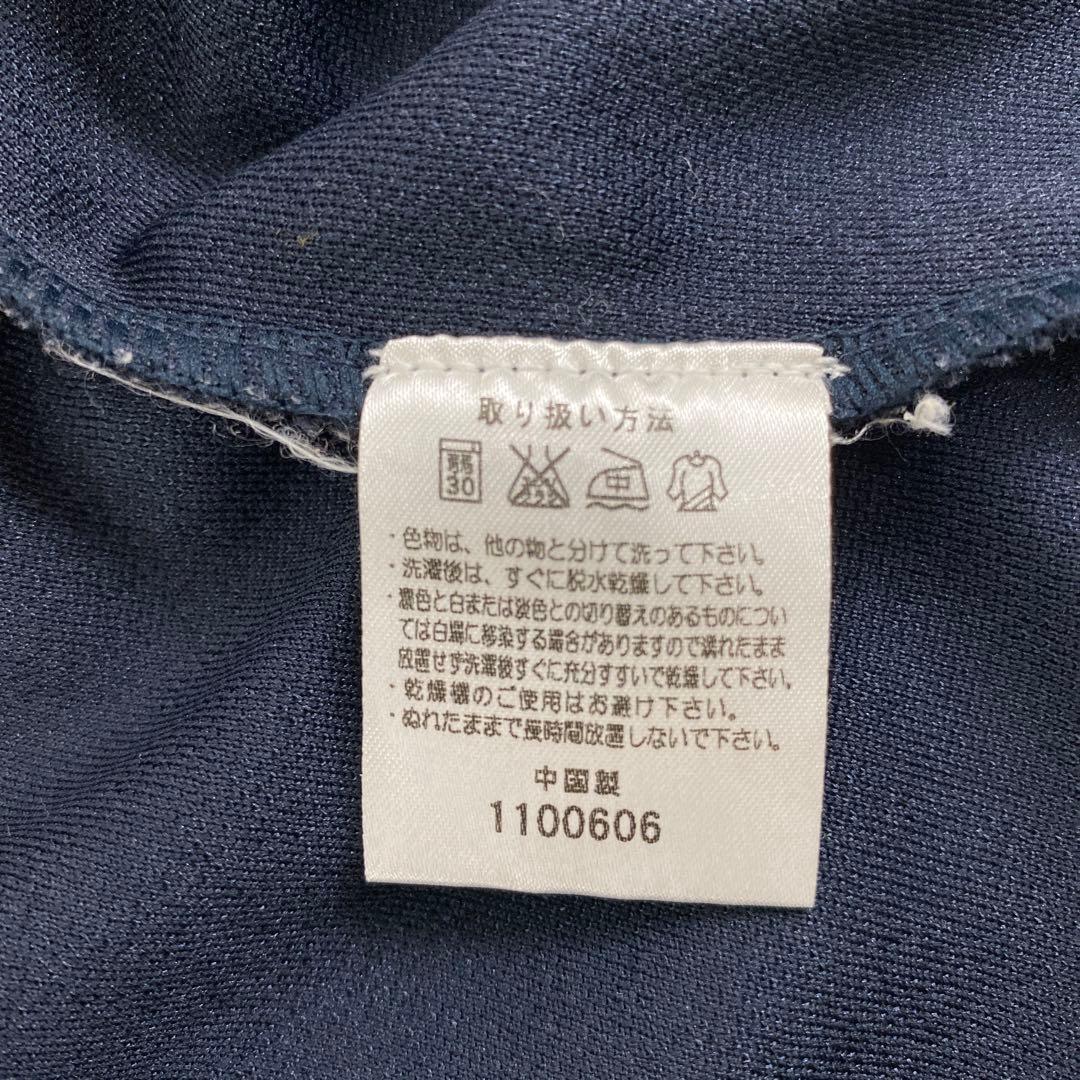 取り扱い方法
弱
30
中
・色物は、他の物と分けて洗って下さい。
・洗濯後は、すぐに脱水乾燥して下さい。
・濃色と白または淡色との切り替えのあるものについ
ては白場に移染する場合がありますので濡れたまま
放置せず洗濯後すぐに充分すすいで乾燥して下さい。
・乾燥機のご使用はお避け下さい。
・ぬれたままで長時間放置しないで下さい。
中国製
1100606